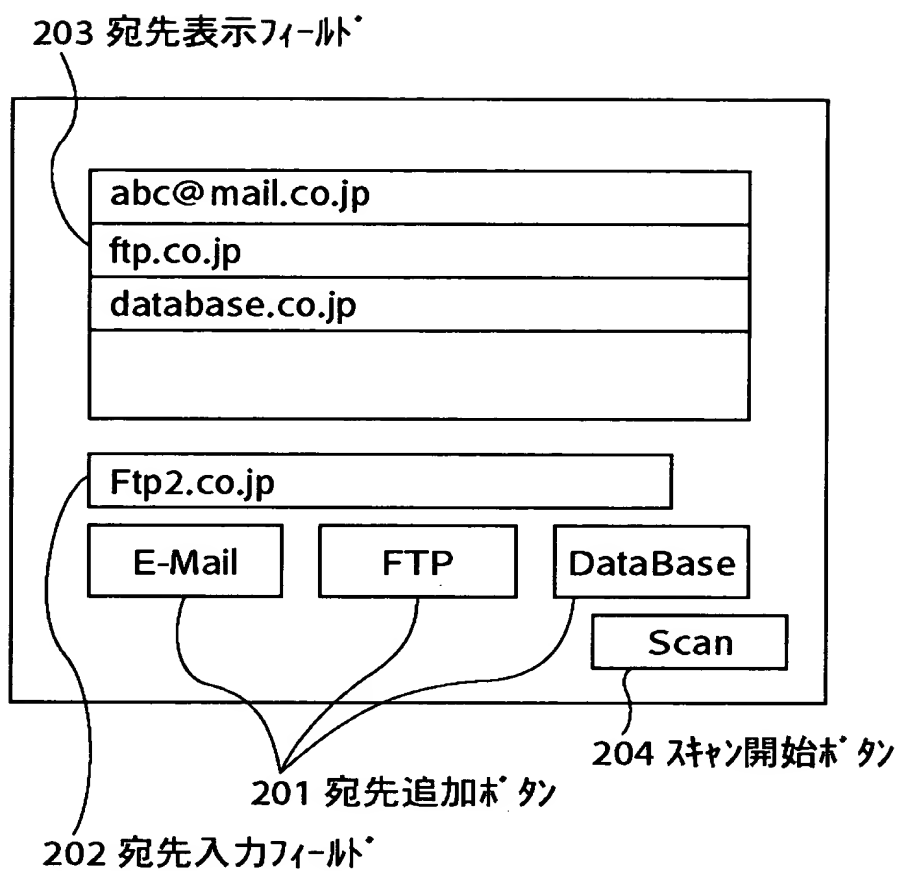 203 宛先表示フィールド
abc@mail.co.jp
ftp.co.jp
database.co.jp
Ftp2.co.jp
E-Mail FTP DataBase
Scan
204 スキャン開始ボタン
201 宛先追加ボタン
202 宛先入力フィールド